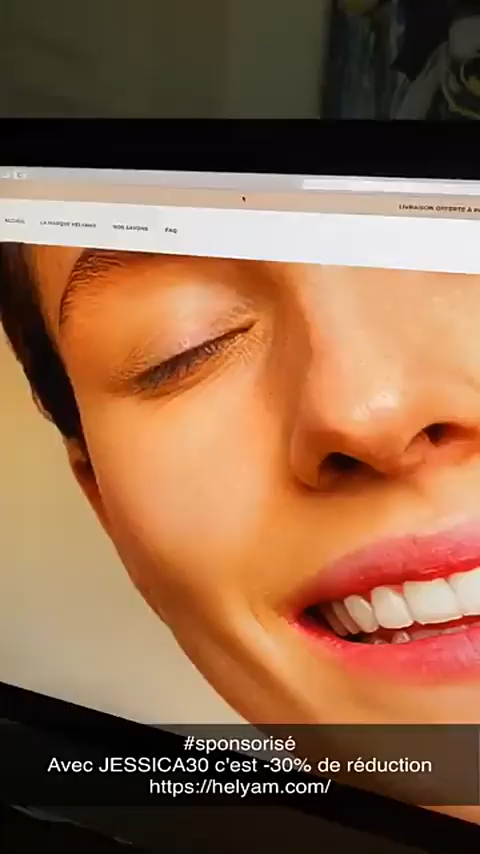 LIVRAISON OFFERTE À
ACCUEIL LA MARQUE HELYAM NOS SAVONS FAQ
#sponsorisé
Avec JESSICA30 c'est -30% de réduction
https://helyam.com/